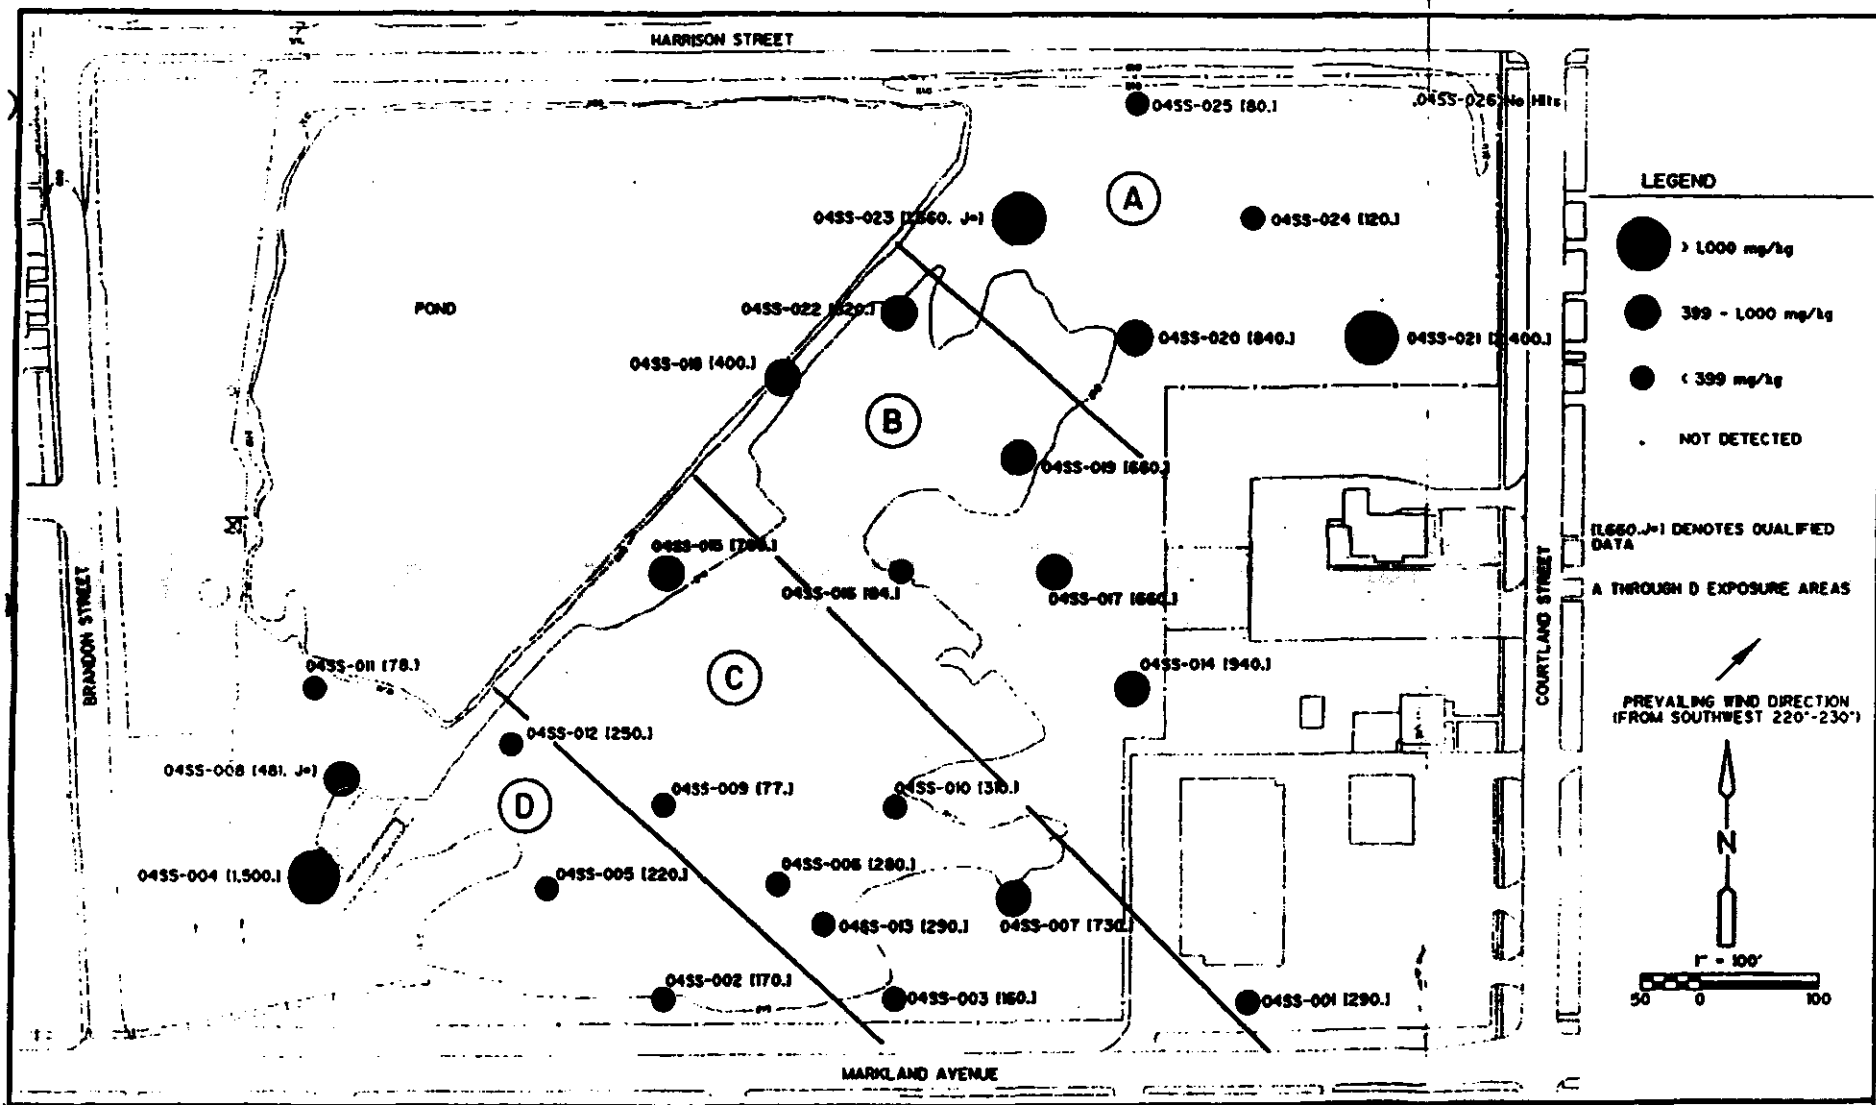 HARRISON STREET
04SS-025 [80.]
04SS-026 No Hits
A
04SS-023 [1,660. J=]
04SS-024 [120.]
POND
04SS-022
04SS-020 [840.]
04SS-021
04SS-018 [400.]
B
04SS-019 [660.]
04SS-015
04SS-016 [84.]
04SS-017 [660.]
04SS-011 [78.]
C
04SS-014 [940.]
04SS-012 [250.]
04SS-008 [481. J=]
04SS-009 [77.]
04SS-010 [310.]
D
04SS-004 [1,500.]
04SS-005 [220.]
04SS-006 [280.]
04SS-013 [290.]
04SS-007 [730.]
04SS-002 [170.]
04SS-003 [160.]
04SS-001 [290.]
MARKLAND AVENUE
BRANDON STREET
COURTLAND STREET
LEGEND
> 1,000 mg/kg
399 - 1,000 mg/kg
< 399 mg/kg
. NOT DETECTED
[1,660. J=] DENOTES QUALIFIED
DATA
A THROUGH D EXPOSURE AREAS
PREVAILING WIND DIRECTION
(FROM SOUTHWEST 220°-230°)
N
1" = 100'
50 0 100